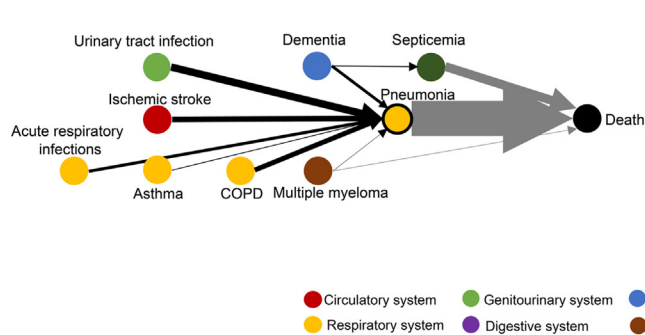 Urinary tract infection
Dementia
Septicemia
Ischemic stroke
Pneumonia
Death
Acute respiratory
infections
Asthma
COPD
Multiple myeloma
Circulatory system
Genitourinary system
Respiratory system
Digestive system